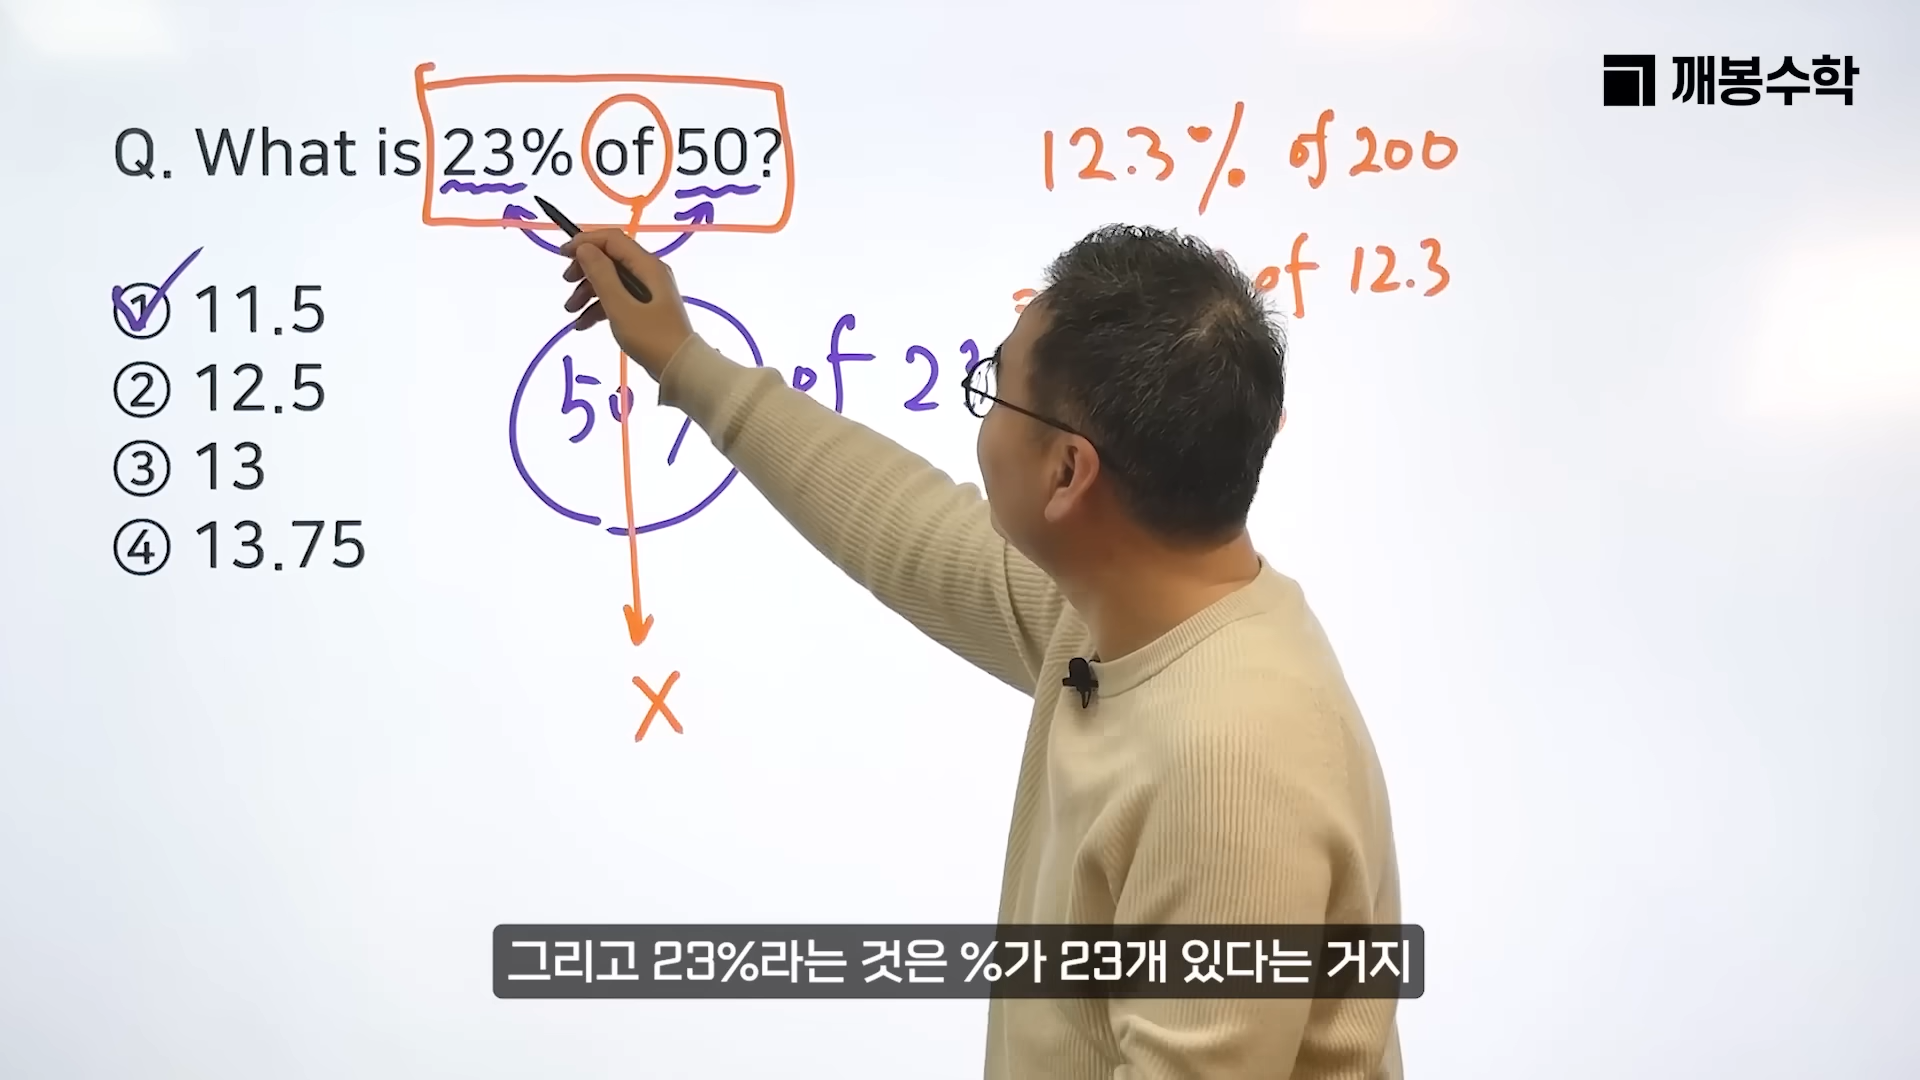 깨봉수학
Q. What is 23% of 50?
12.3% of 200
of 12.3
① 11.5
② 12.5
③ 13
④ 13.75
50% of
X
그리고 23%라는 것은 %가 23개 있다는 거지